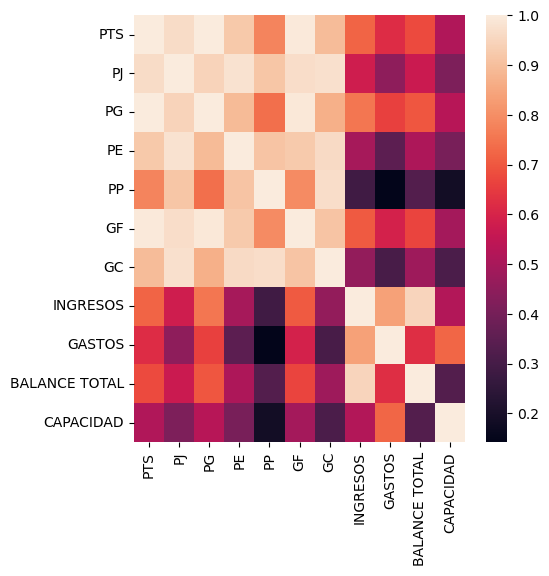 PTS
PJ
PG
PE
PP
GF
GC
INGRESOS
GASTOS
BALANCE TOTAL
CAPACIDAD
PTS
PJ
PG
PE
PP
GF
GC
INGRESOS
GASTOS
BALANCE TOTAL
CAPACIDAD
1.0
0.9
0.8
0.7
0.6
0.5
0.4
0.3
0.2